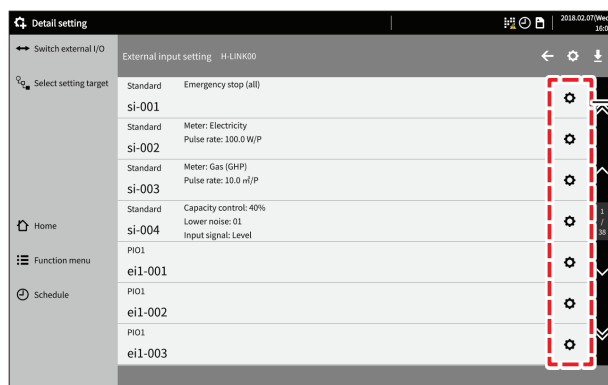 Detail setting
2018.02.07(Wed
16:0
Switch external I/O
External input setting H-LINK00
Select setting target
Standard Emergency stop (all)
si-001
Standard Meter: Electricity
si-002 Pulse rate: 100.0 W/P
Standard Meter: Gas (GHP)
si-003 Pulse rate: 10.0 ㎥/P
Standard Capacity control: 40%
Lower noise: 01
si-004 Input signal: Level
1
/
38
PIO1
ei1-001
PIO1
ei1-002
PIO1
ei1-003
Home
Function menu
Schedule